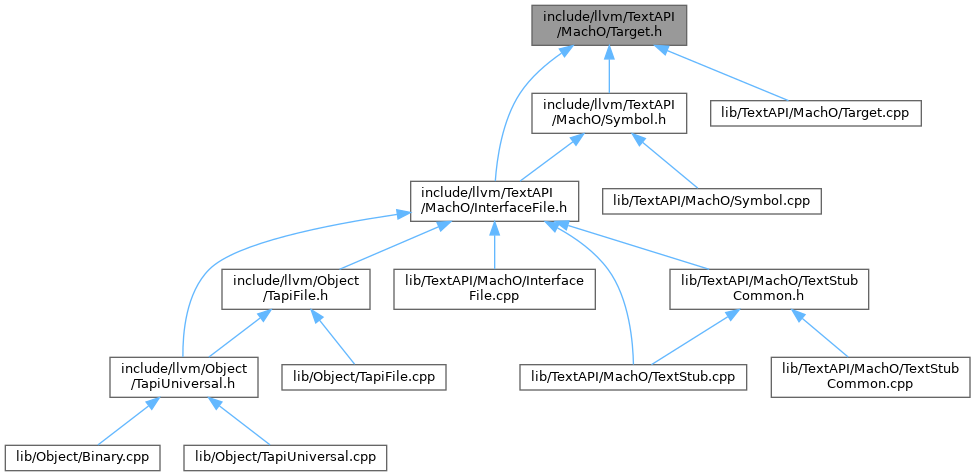 include/llvm/TextAPI
/MachO/Target.h
include/llvm/TextAPI
/MachO/Symbol.h
lib/TextAPI/MachO/Target.cpp
include/llvm/TextAPI
/MachO/InterfaceFile.h
lib/TextAPI/MachO/Symbol.cpp
include/llvm/Object
/TapiFile.h
lib/TextAPI/MachO/Interface
File.cpp
lib/TextAPI/MachO/TextStub
Common.h
include/llvm/Object
/TapiUniversal.h
lib/Object/TapiFile.cpp
lib/TextAPI/MachO/TextStub.cpp
lib/TextAPI/MachO/TextStub
Common.cpp
lib/Object/Binary.cpp
lib/Object/TapiUniversal.cpp